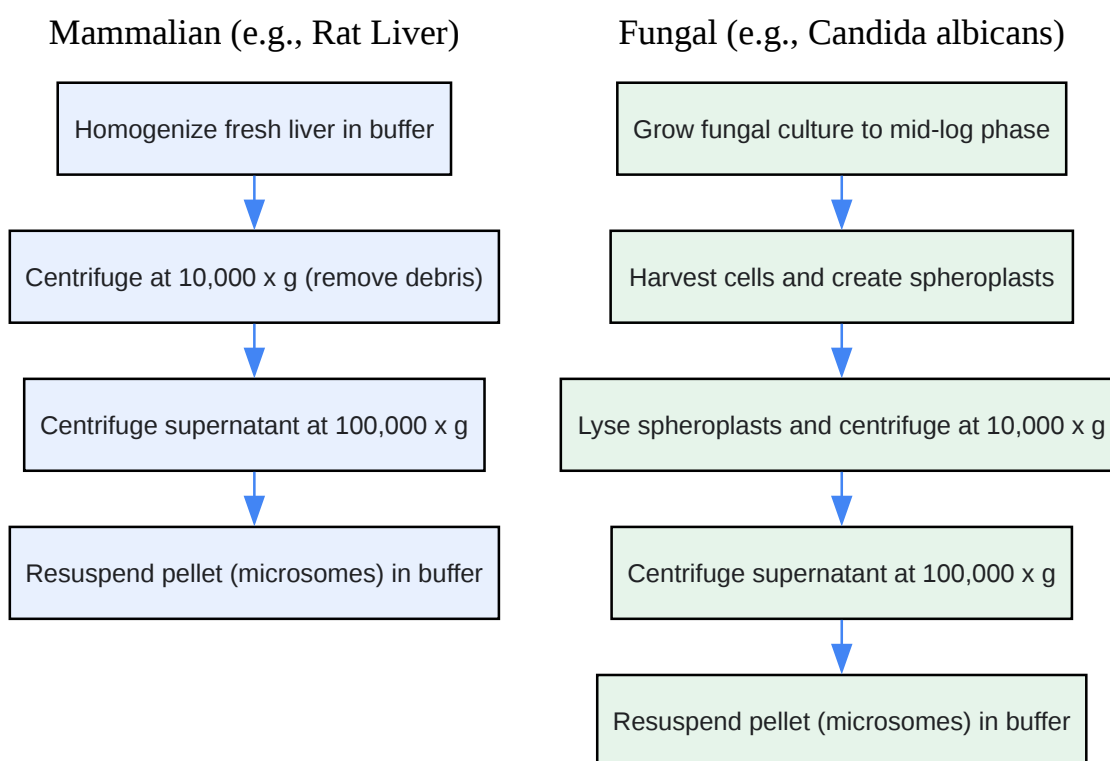 Mammalian (e.g., Rat Liver)
Homogenize fresh liver in buffer
Centrifuge at 10,000 x g (remove debris)
Centrifuge supernatant at 100,000 x g
Resuspend pellet (microsomes) in buffer
Fungal (e.g., Candida albicans)
Grow fungal culture to mid-log phase
Harvest cells and create spheroplasts
Lyse spheroplasts and centrifuge at 10,000 x g
Centrifuge supernatant at 100,000 x g
Resuspend pellet (microsomes) in buffer